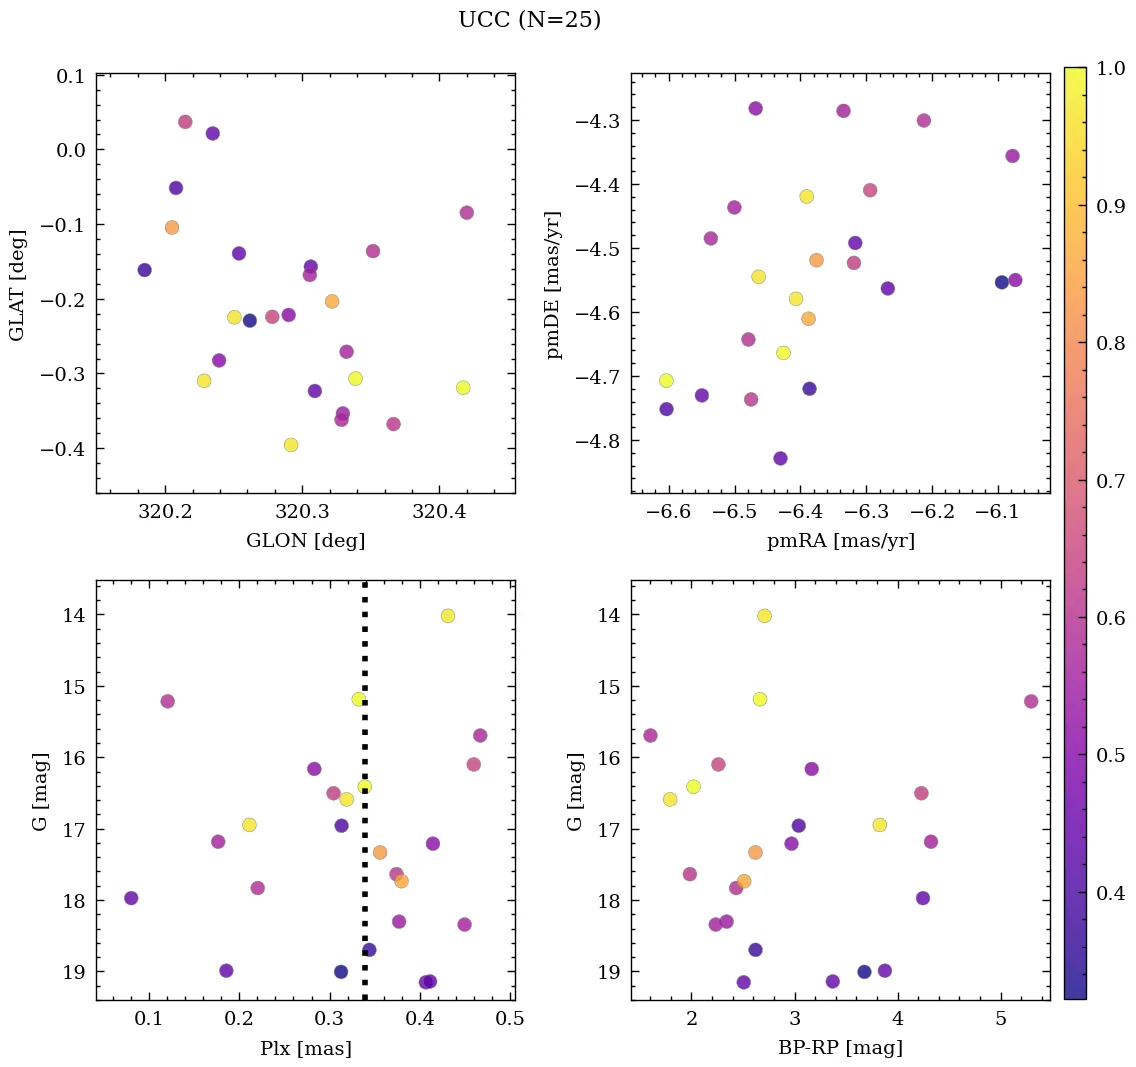 UCC (N=25)
0.1
0.0
−0.1
−0.2
−0.3
−0.4
GLAT [deg]
320.2 320.3 320.4
GLON [deg]
−4.3
−4.4
−4.5
−4.6
−4.7
−4.8
pmDE [mas/yr]
−6.6 −6.5 −6.4 −6.3 −6.2 −6.1
pmRA [mas/yr]
14
15
16
17
18
19
G [mag]
0.1 0.2 0.3 0.4 0.5
Plx [mas]
14
15
16
17
18
19
G [mag]
2 3 4 5
BP-RP [mag]
1.0
0.9
0.8
0.7
0.6
0.5
0.4